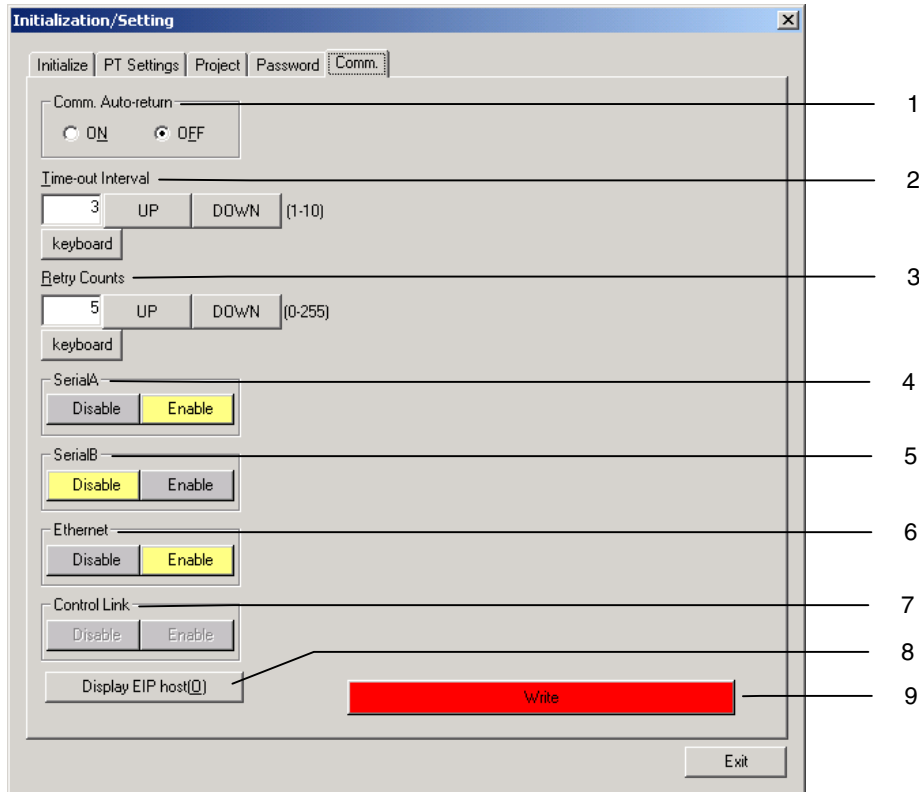 Initialization/Setting
Initialize PT Settings Project Password Comm.
Comm. Auto-return 1
ON OFF
Time-out Interval 2
3 UP DOWN (1-10)
keyboard
Retry Counts 3
5 UP DOWN (0-255)
keyboard
SerialA 4
Disable Enable
SerialB 5
Disable Enable
Ethernet 6
Disable Enable
Control Link 7
Disable Enable
8
Display EIP host(O) Write 9
Exit